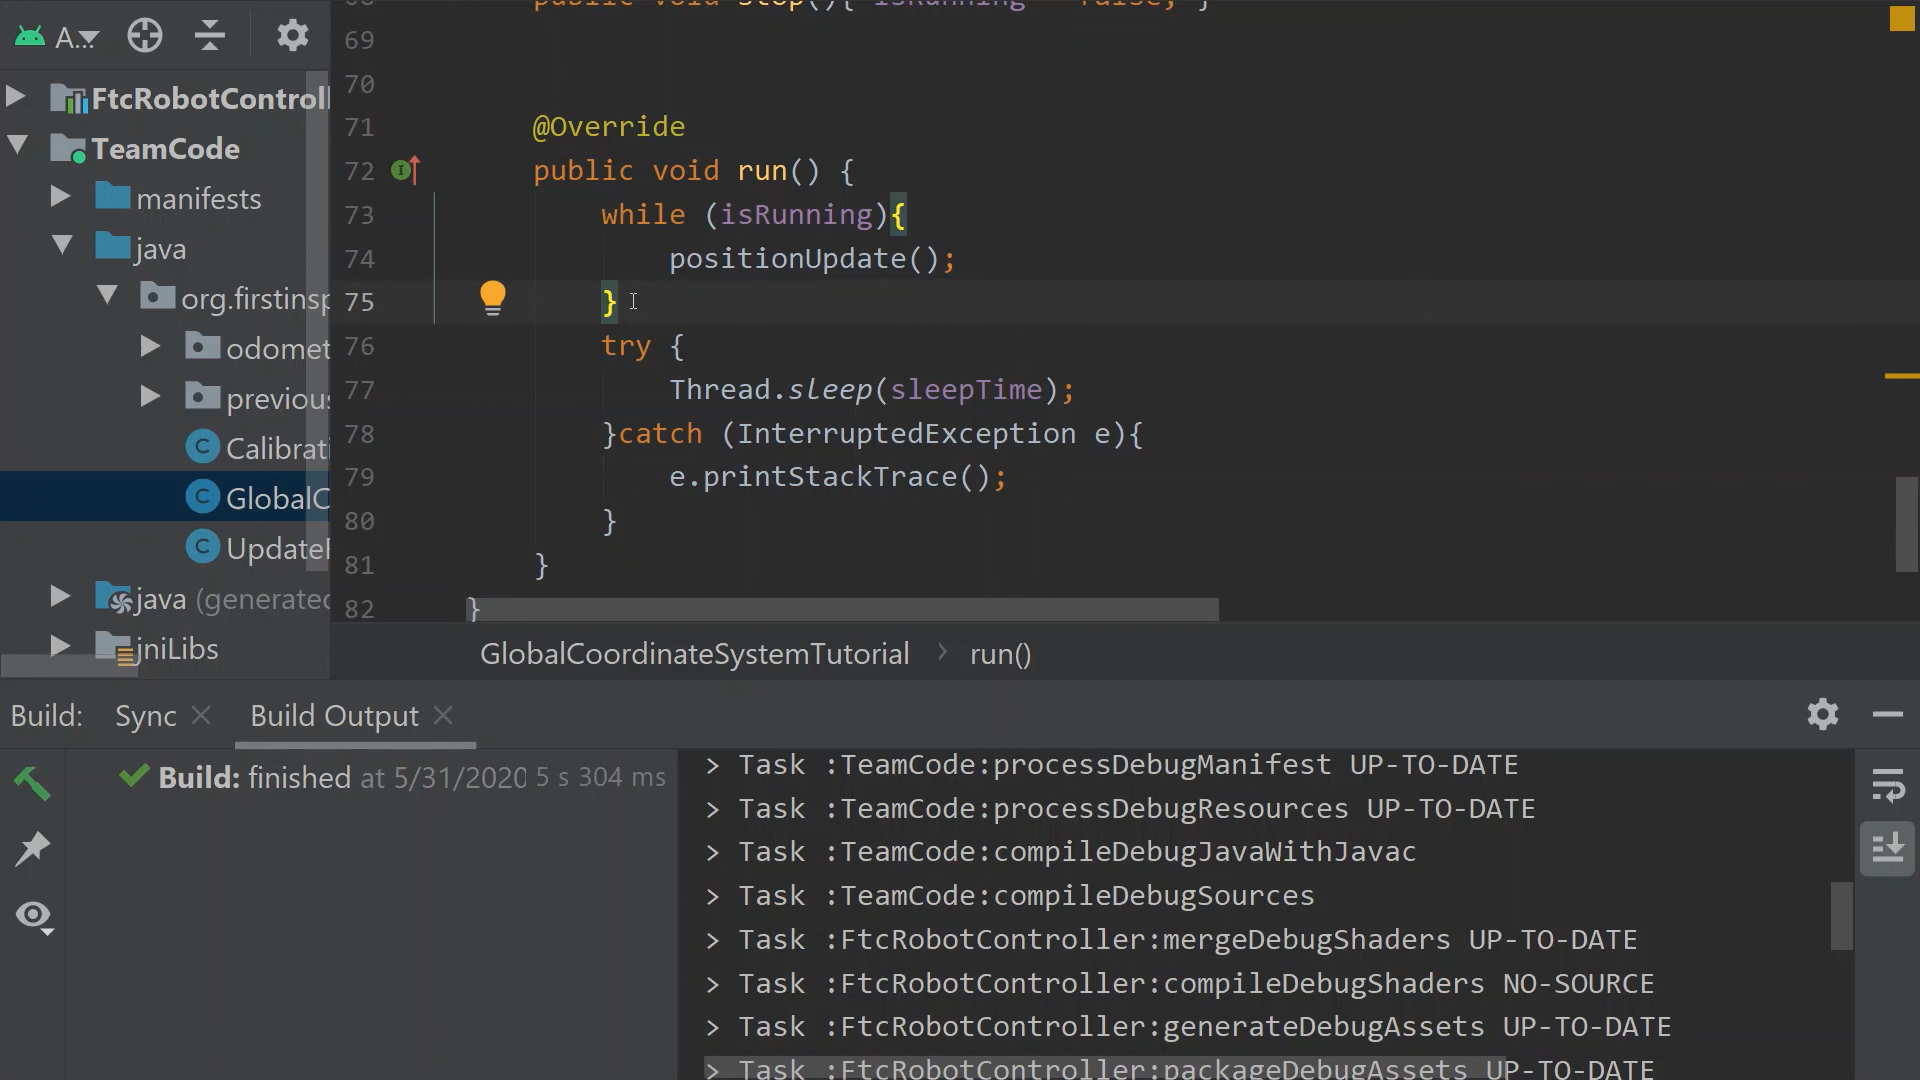 A...
FtcRobotControll
TeamCode
manifests
java
org.firstinsp
odomet
previous
Calibrati
GlobalC
Update
java (generated
jniLibs
69
70
71 @Override
72 public void run() {
73 while (isRunning){
74 positionUpdate();
75 }
76 try {
77 Thread.sleep(sleepTime);
78 }catch (InterruptedException e){
79 e.printStackTrace();
80 }
81 }
82 }
GlobalCoordinateSystemTutorial > run()
Build: Sync Build Output
Build: finished at 5/31/2020 5 s 304 ms
> Task :TeamCode:processDebugManifest UP-TO-DATE
> Task :TeamCode:processDebugResources UP-TO-DATE
> Task :TeamCode:compileDebugJavaWithJavac
> Task :TeamCode:compileDebugSources
> Task :FtcRobotController:mergeDebugShaders UP-TO-DATE
> Task :FtcRobotController:compileDebugShaders NO-SOURCE
> Task :FtcRobotController:generateDebugAssets UP-TO-DATE
> Task :FtcRobotController:packageDebugAssets UP-TO-DATE